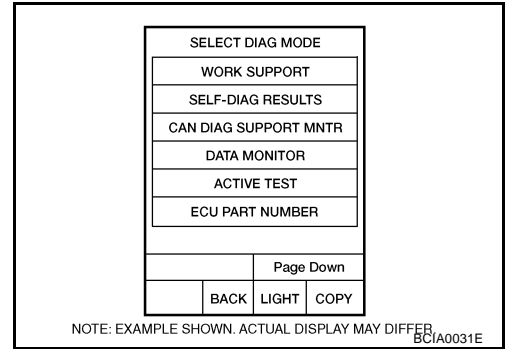 SELECT DIAG MODE
WORK SUPPORT
SELF-DIAG RESULTS
CAN DIAG SUPPORT MNTR
DATA MONITOR
ACTIVE TEST
ECU PART NUMBER
Page Down
BACK LIGHT COPY
NOTE: EXAMPLE SHOWN. ACTUAL DISPLAY MAY DIFFER.
BCIA0031E